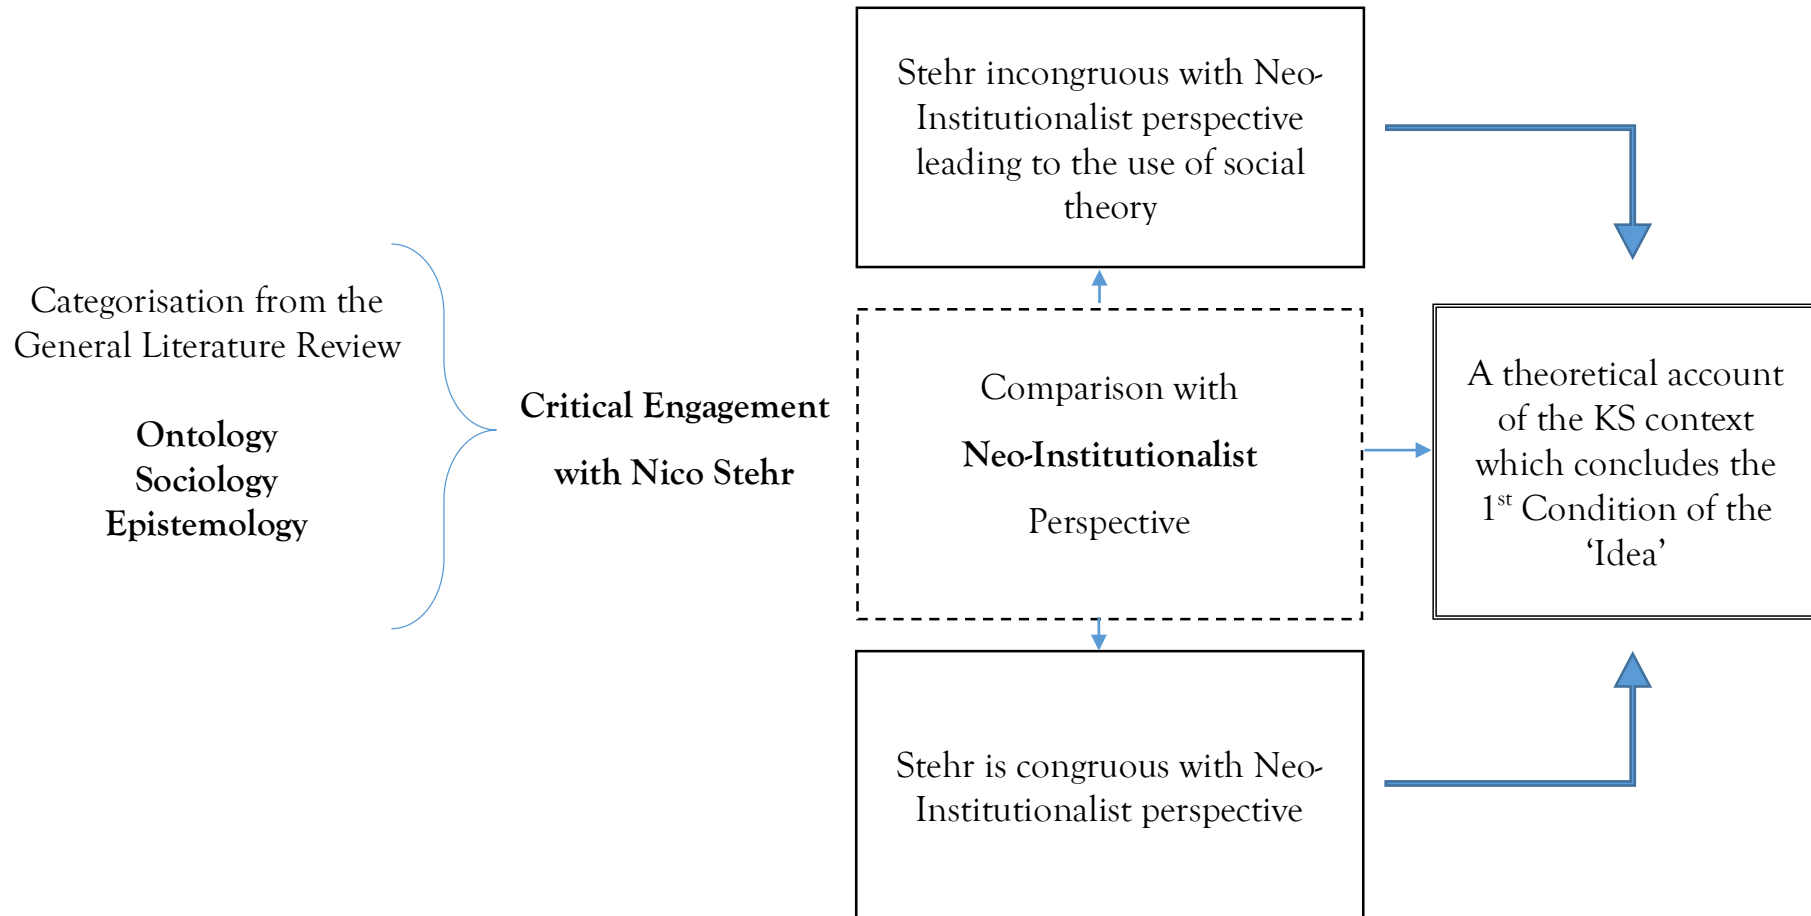 Categorisation from the
General Literature Review
Ontology
Sociology
Epistemology
Critical Engagement
with Nico Stehr
Stehr incongruous with Neo-
Institutionalist perspective
leading to the use of social
theory
Comparison with
Neo-Institutionalist
Perspective
Stehr is congruous with Neo-
Institutionalist perspective
A theoretical account
of the KS context
which concludes the
1st Condition of the
‘Idea’